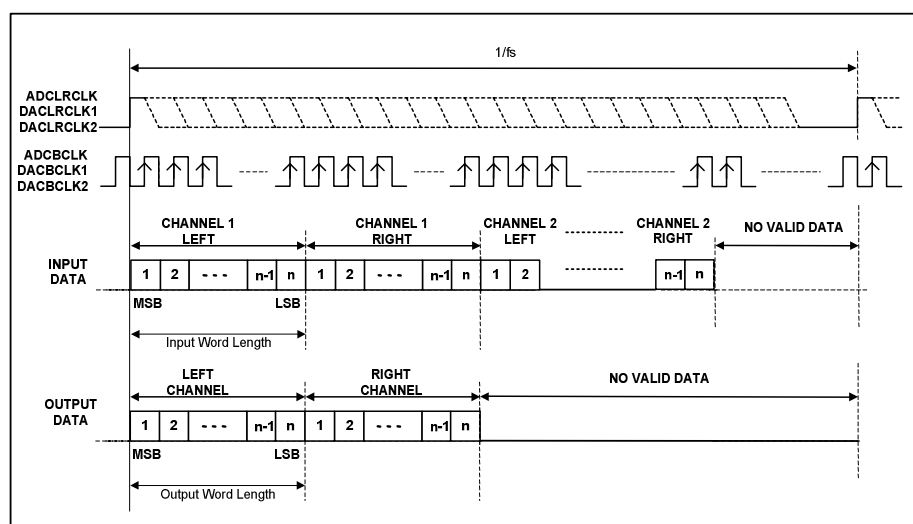 1/fs
ADCLRCLK
DACLRCLK1
DACLRCLK2
ADCBCLK
DACBCLK1
DACBCLK2
CHANNEL 1
LEFT
CHANNEL 1
RIGHT
CHANNEL 2
LEFT
CHANNEL 2
RIGHT
NO VALID DATA
INPUT
DATA
1 2 - - - n-1 n 1 2 - - - n-1 n 1 2 n-1 n
MSB LSB
Input Word Length
LEFT
CHANNEL
RIGHT
CHANNEL
NO VALID DATA
OUTPUT
DATA
1 2 - - - n-1 n 1 2 - - - n-1 n
MSB LSB
Output Word Length